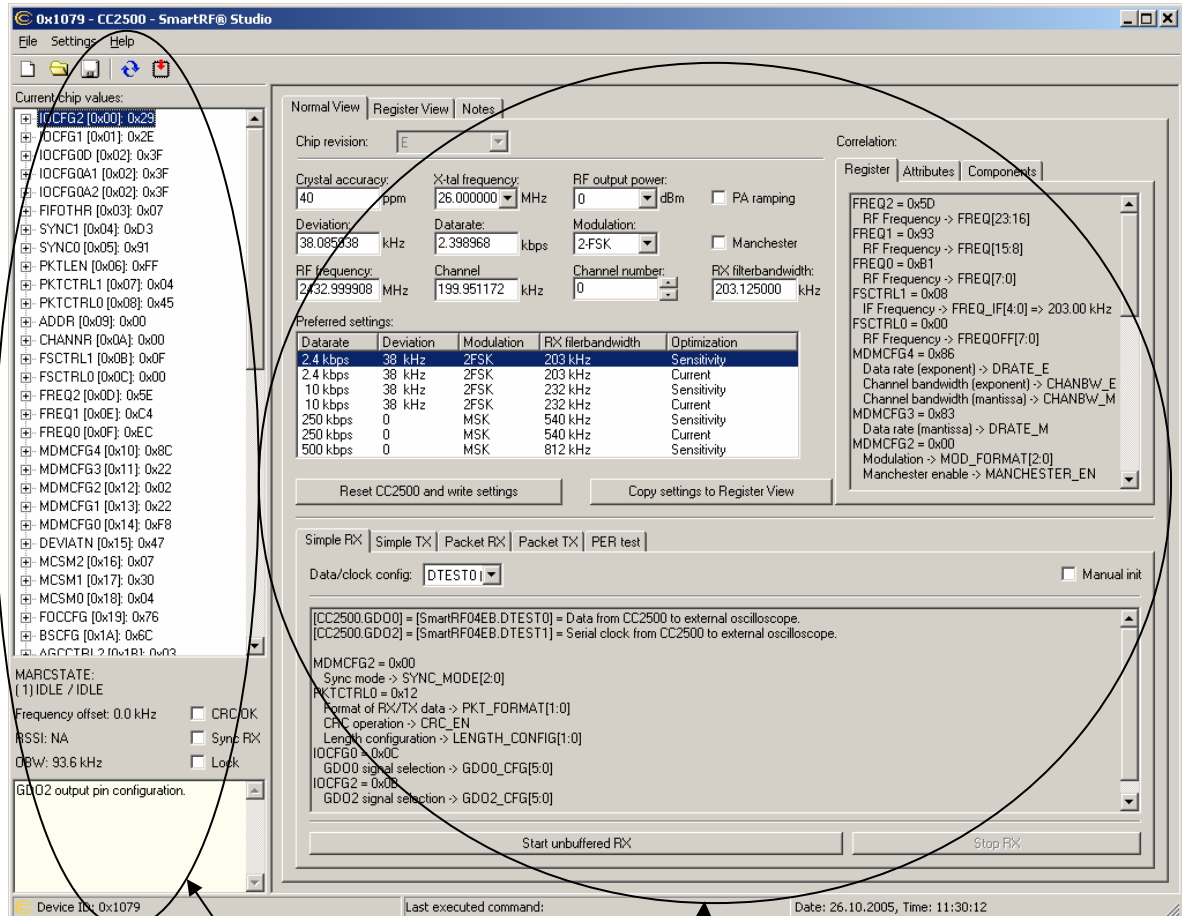 0x1079 - CC2500 - SmartRF® Studio
File Settings Help
Current chip values:
IOCFG2 [0x00]: 0x29
IOCFG1 [0x01]: 0x2E
IOCFG0D [0x02]: 0x3F
IOCFG0A1 [0x02]: 0x3F
IOCFG0A2 [0x02]: 0x3F
FIFOTHR [0x03]: 0x07
SYNC1 [0x04]: 0xD3
SYNC0 [0x05]: 0x91
PKTLEN [0x06]: 0xFF
PKTCTRL1 [0x07]: 0x04
PKTCTRL0 [0x08]: 0x45
ADDR [0x09]: 0x00
CHANNR [0x0A]: 0x00
FSCTRL1 [0x0B]: 0x0F
FSCTRL0 [0x0C]: 0x00
FREQ2 [0x0D]: 0x5E
FREQ1 [0x0E]: 0xC4
FREQ0 [0x0F]: 0xEC
MDMCFG4 [0x10]: 0x8C
MDMCFG3 [0x11]: 0x22
MDMCFG2 [0x12]: 0x02
MDMCFG1 [0x13]: 0x22
MDMCFG0 [0x14]: 0xF8
DEVIATN [0x15]: 0x47
MCSM2 [0x16]: 0x07
MCSM1 [0x17]: 0x30
MCSM0 [0x18]: 0x04
FOCCFG [0x19]: 0x76
BSCFG [0x1A]: 0x6C
AGCCTRL2 [0x1B]: 0x03
MARCSTATE:
(1) IDLE / IDLE
Frequency offset: 0.0 kHz CRC OK
RSSI: NA Sync RX
OBW: 93.6 kHz Lock
GDO2 output pin configuration.
Normal View Register View Notes
Chip revision: E
Crystal accuracy: X-tal frequency: RF output power:
40 ppm 26.000000 MHz 0 dBm PA ramping
Deviation: Datarate: Modulation:
38.085938 kHz 2.398968 kbps 2-FSK Manchester
RF frequency: Channel Channel number: RX filterbandwidth:
2432.999908 MHz 199.951172 kHz 0 203.125000 kHz
Preferred settings:
Datarate Deviation Modulation RX filerbandwidth Optimization
2.4 kbps 38 kHz 2FSK 203 kHz Sensitivity
2.4 kbps 38 kHz 2FSK 203 kHz Current
10 kbps 38 kHz 2FSK 232 kHz Sensitivity
10 kbps 38 kHz 2FSK 232 kHz Current
250 kbps 0 MSK 540 kHz Sensitivity
250 kbps 0 MSK 540 kHz Current
500 kbps 0 MSK 812 kHz Sensitivity
Reset CC2500 and write settings Copy settings to Register View
Correlation:
Register Attributes Components
FREQ2 = 0x5D
RF Frequency -> FREQ[23:16]
FREQ1 = 0x93
RF Frequency -> FREQ[15:8]
FREQ0 = 0xB1
RF Frequency -> FREQ[7:0]
FSCTRL1 = 0x08
IF Frequency -> FREQ_IF[4:0] => 203.00 kHz
FSCTRL0 = 0x00
RF Frequency -> FREQOFF[7:0]
MDMCFG4 = 0x86
Data rate (exponent) -> DRATE_E
Channel bandwidth (exponent) -> CHANBW_E
Channel bandwidth (mantissa) -> CHANBW_M
MDMCFG3 = 0x83
Data rate (mantissa) -> DRATE_M
MDMCFG2 = 0x00
Modulation -> MOD_FORMAT[2:0]
Manchester enable -> MANCHESTER_EN
Simple RX Simple TX Packet RX Packet TX PER test
Data/clock config: DTEST0 Manual init
[CC2500.GDO0] = [SmartRF04EB.DTEST0] = Data from CC2500 to external oscilloscope.
[CC2500.GDO2] = [SmartRF04EB.DTEST1] = Serial clock from CC2500 to external oscilloscope.
MDMCFG2 = 0x00
Sync mode -> SYNC_MODE[2:0]
PKTCTRL0 = 0x12
Format of RX/TX data -> PKT_FORMAT[1:0]
CRC operation -> CRC_EN
Length configuration -> LENGTH_CONFIG[1:0]
IOCFG0 = 0x0C
GDO0 signal selection -> GDO0_CFG[5:0]
IOCFG2 = 0x0B
GDO2 signal selection -> GDO2_CFG[5:0]
Start unbuffered RX Stop RX
Device ID: 0x1079 Last executed command: Date: 26.10.2005, Time: 11:30:12